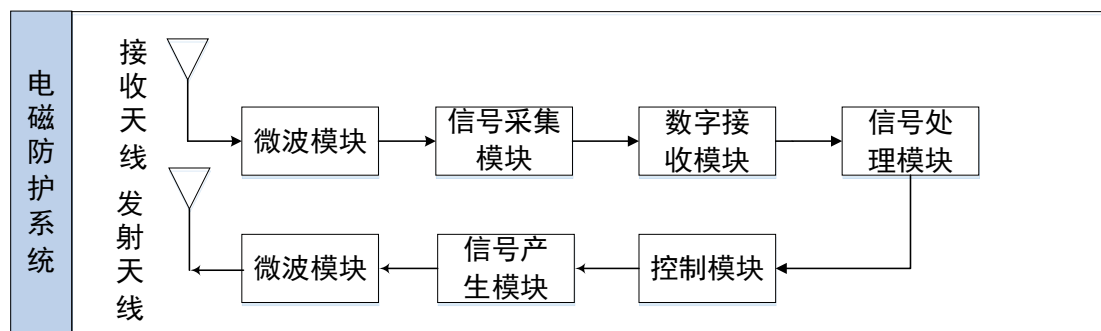 电磁防护系统
接收天线
微波模块
信号采集
模块
数字接
收模块
信号处
理模块
发射天线
微波模块
信号产
生模块
控制模块